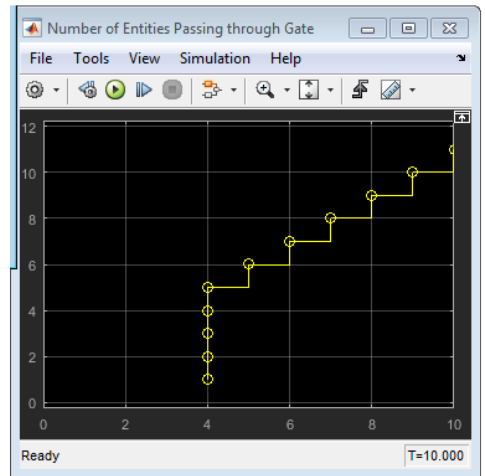 Number of Entities Passing through Gate
File Tools View Simulation Help
12
10
8
6
4
2
0
0 2 4 6 8 10
Ready T=10.000